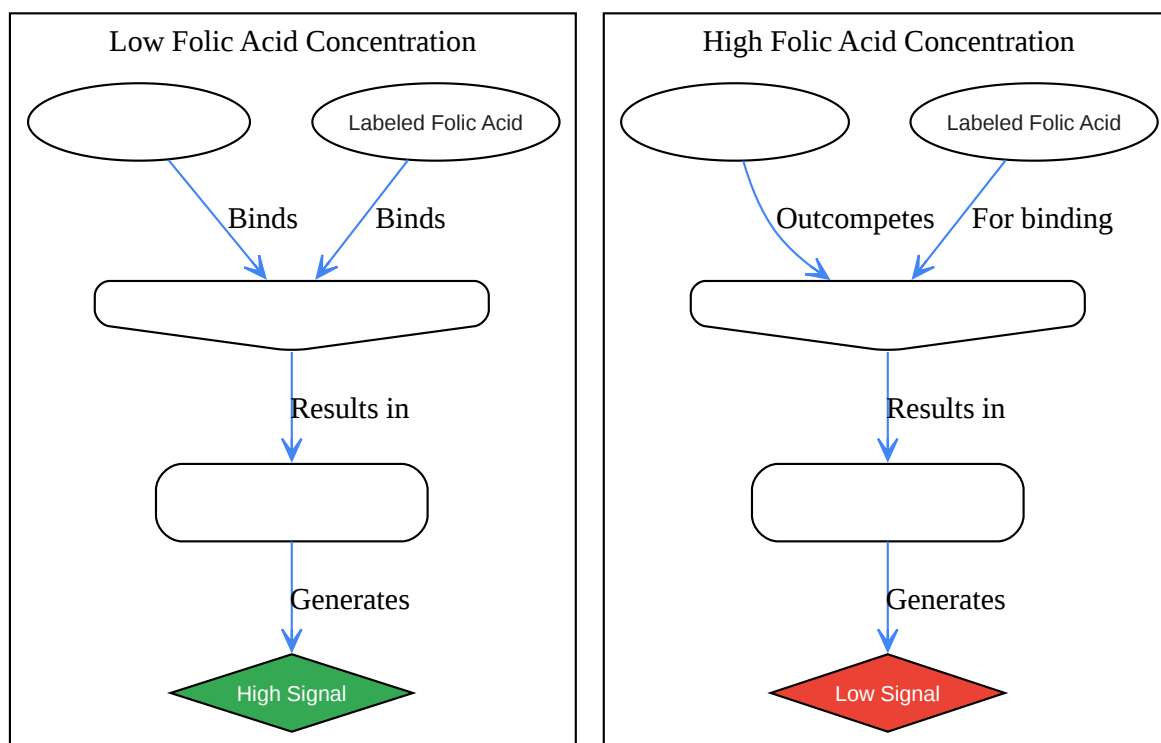 Low Folic Acid Concentration
Labeled Folic Acid
Binds
Binds
Results in
Generates
High Signal
High Folic Acid Concentration
Labeled Folic Acid
Outcompetes
For binding
Results in
Generates
Low Signal